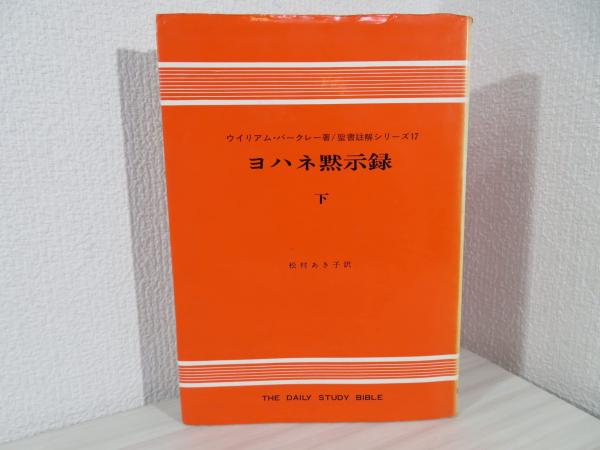 ウイリアム・バークレー著/聖書註解シリーズ17
ヨハネ黙示録
下
松村あき子訳
THE DAILY STUDY BIBLE